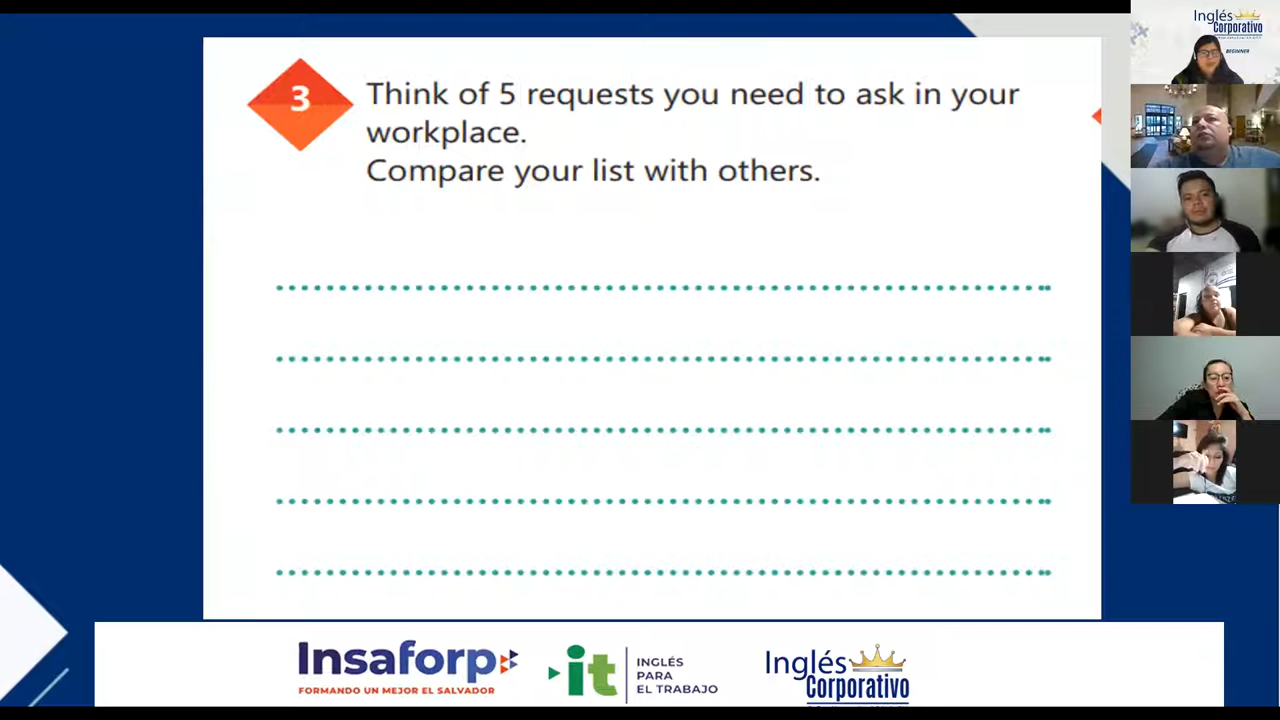 3
Think of 5 requests you need to ask in your
workplace.
Compare your list with others.
Insaforp
FORMANDO UN MEJOR EL SALVADOR
it
INGLÉS
PARA
EL TRABAJO
Inglés
Corporativo
Inglés
Corporativo
BEGINNER